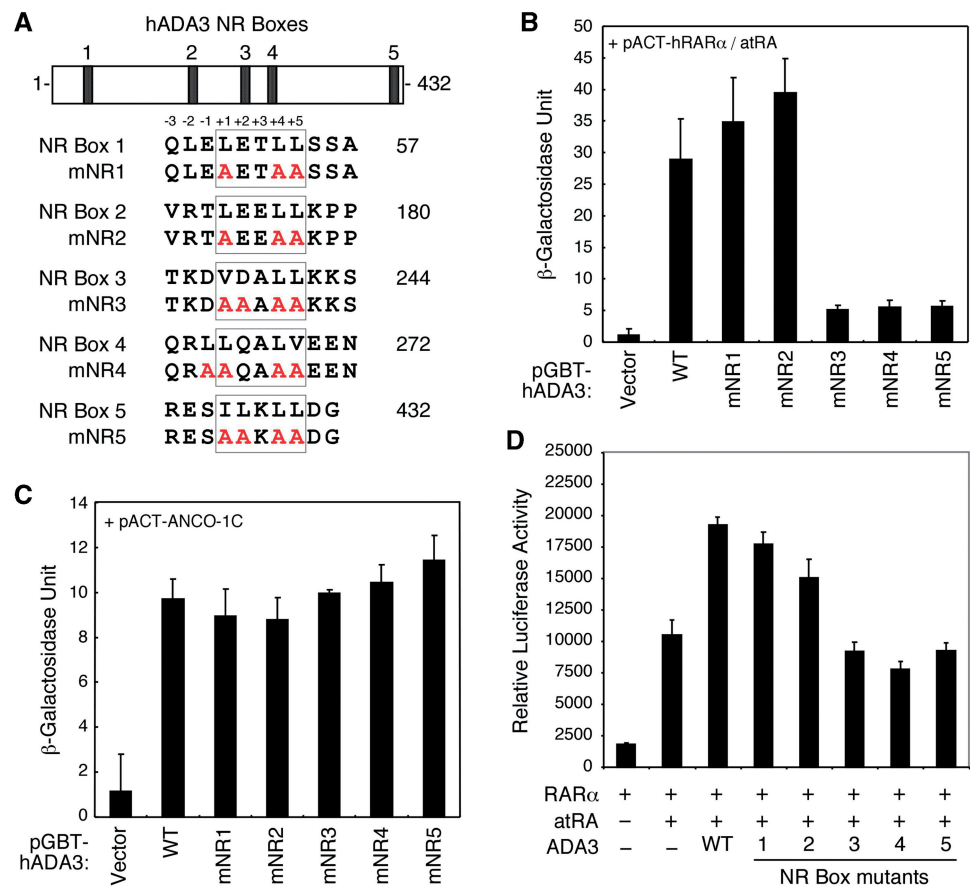 A
hADA3 NR Boxes
1 2 3 4 5
1- - 432
-3 -2 -1 +1 +2 +3 +4 +5
NR Box 1 QLELETLLSSA 57
mNR1 QLEAETAASSA
NR Box 2 VRTLEELLKPP 180
mNR2 VRTAEEAAKPP
NR Box 3 TKDVDALLKKS 244
mNR3 TKDAAAAAKKS
NR Box 4 QRLLQALVEEN 272
mNR4 QRAAQAAAEEN
NR Box 5 RESILKLLDG 432
mNR5 RESAAKAADG
B
+ pACT-hRARα / atRA
β-Galactosidase Unit
50
45
40
35
30
25
20
15
10
5
0
pGBT-
hADA3:
Vector
WT
mNR1
mNR2
mNR3
mNR4
mNR5
C
+ pACT-ANCO-1C
β-Galactosidase Unit
14
12
10
8
6
4
2
0
pGBT-
hADA3:
Vector
WT
mNR1
mNR2
mNR3
mNR4
mNR5
D
Relative Luciferase Activity
25000
22500
20000
17500
15000
12500
10000
7500
5000
2500
0
RARα + + + + + + + +
atRA – + + + + + + +
ADA3 – – WT 1 2 3 4 5
NR Box mutants